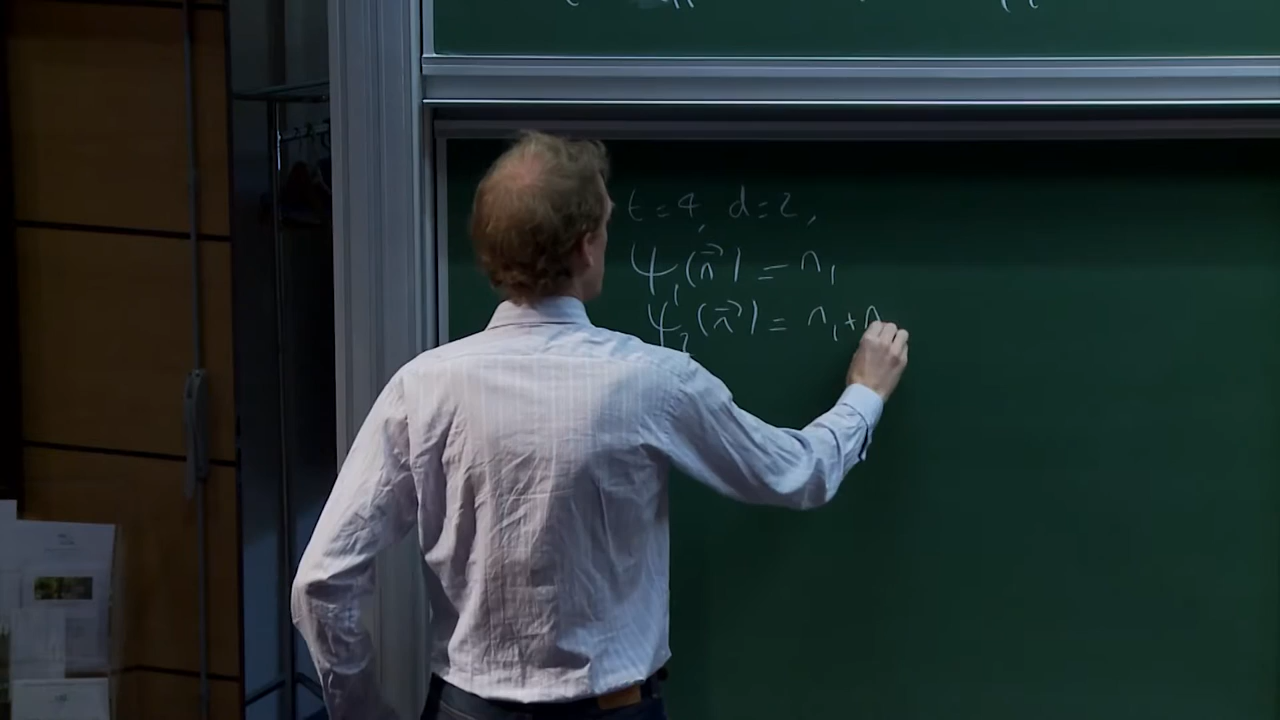 t=4, d=2,
ψ₁(n⃗) = n₁
ψ₂(n⃗) = n₁+n